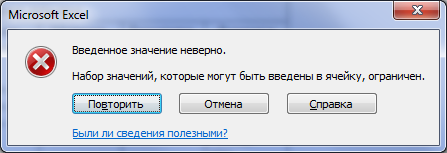 Microsoft Excel
Введенное значение неверно.
Набор значений, которые могут быть введены в ячейку, ограничен.
Повторить Отмена Справка
Были ли сведения полезными?